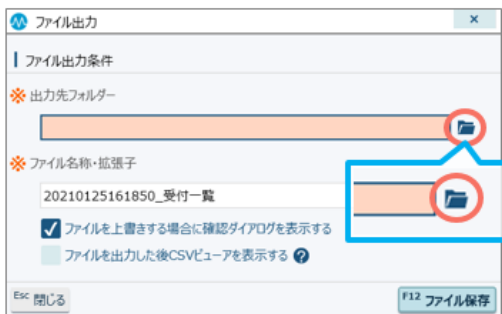 ファイル出力
×
ファイル出力条件
※ 出力先フォルダー
※ ファイル名称・拡張子
20210125161850_受付一覧
ファイルを上書きする場合に確認ダイアログを表示する
ファイルを出力した後CSVビューアを表示する ?
Esc 閉じる
F12 ファイル保存